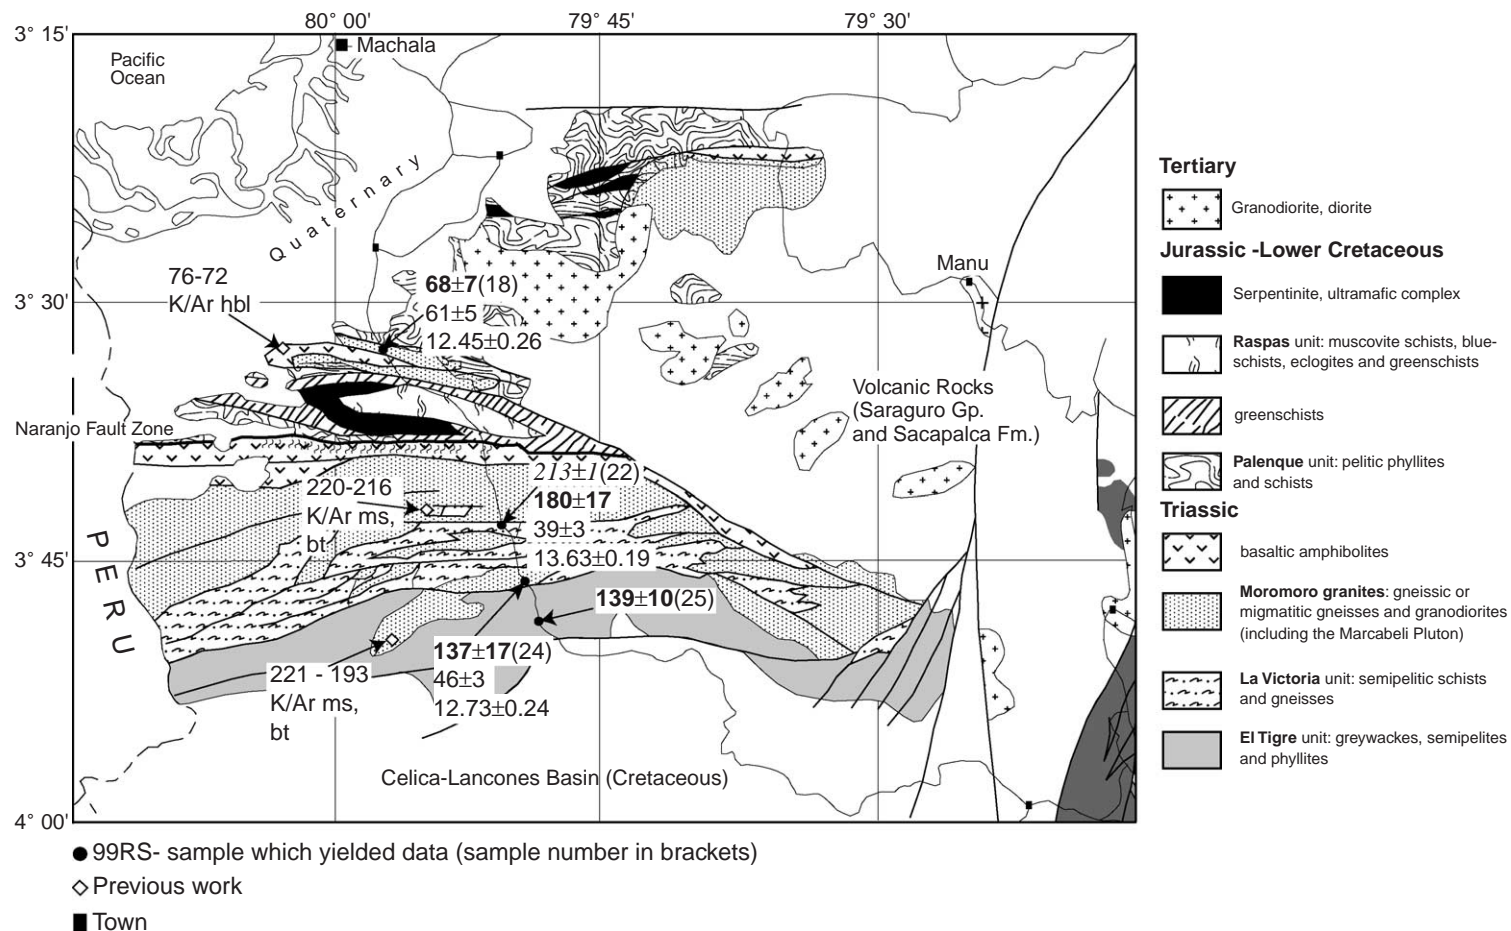 80° 00'
79° 45'
79° 30'
3° 15'
Machala
Pacific
Ocean
Quaternary
76-72
K/Ar hbl
68±7(18)
61±5
12.45±0.26
Manu
3° 30'
Volcanic Rocks
(Saraguro Gp.
and Sacapalca Fm.)
Naranjo Fault Zone
213±1(22)
180±17
39±3
13.63±0.19
220-216
K/Ar ms,
bt
3° 45'
PERU
139±10(25)
137±17(24)
46±3
12.73±0.24
221 - 193
K/Ar ms,
bt
Celica-Lancones Basin (Cretaceous)
4° 00'
Tertiary
Granodiorite, diorite
Jurassic -Lower Cretaceous
Serpentinite, ultramafic complex
Raspas unit: muscovite schists, blue-
schists, eclogites and greenschists
greenschists
Palenque unit: pelitic phyllites
and schists
Triassic
basaltic amphibolites
Moromoro granites: gneissic or
migmatitic gneisses and granodiorites
(including the Marcabeli Pluton)
La Victoria unit: semipelitic schists
and gneisses
El Tigre unit: greywackes, semipelites
and phyllites
99RS- sample which yielded data (sample number in brackets)
Previous work
Town